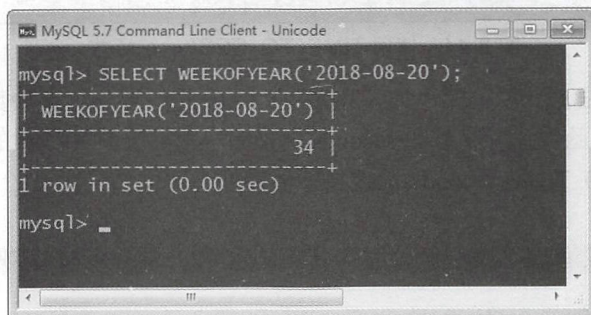 MySQL 5.7 Command Line Client - Unicode
mysql> SELECT WEEKOFYEAR('2018-08-20');
+--------------------------+
| WEEKOFYEAR('2018-08-20') |
+--------------------------+
| 34 |
+--------------------------+
1 row in set (0.00 sec)
mysql>